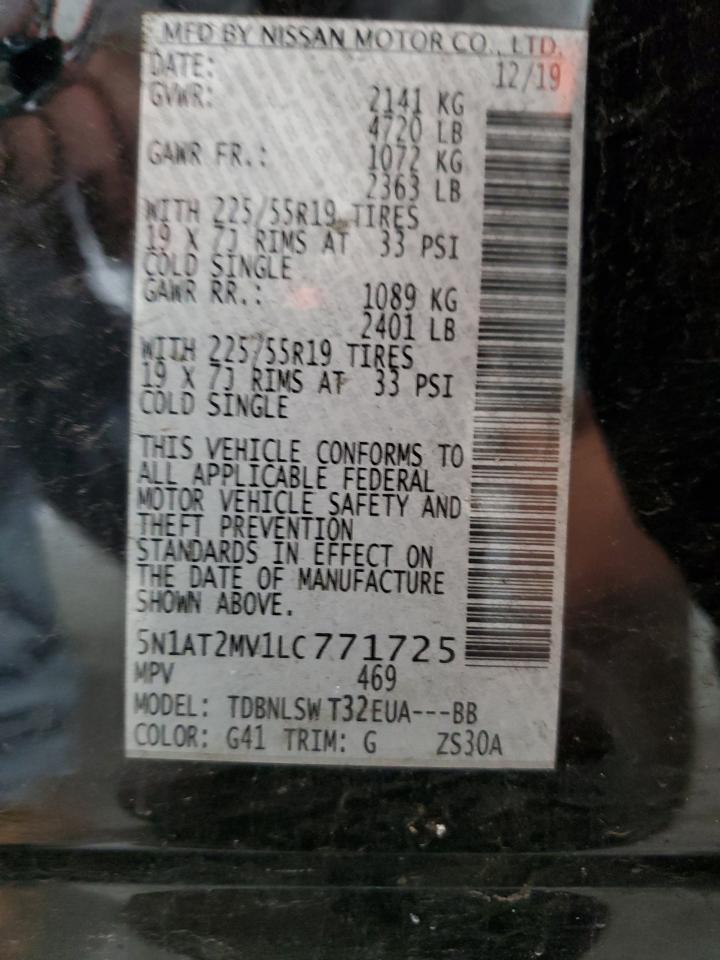 MFD BY NISSAN MOTOR CO., LTD.
DATE: 12/19
GVWR: 2141 KG
4720 LB
GAWR FR.: 1072 KG
2363 LB
WITH 225/55R19 TIRES
19 X 7J RIMS AT 33 PSI
COLD SINGLE
GAWR RR.: 1089 KG
2401 LB
WITH 225/55R19 TIRES
19 X 7J RIMS AT 33 PSI
COLD SINGLE
THIS VEHICLE CONFORMS TO
ALL APPLICABLE FEDERAL
MOTOR VEHICLE SAFETY AND
THEFT PREVENTION
STANDARDS IN EFFECT ON
THE DATE OF MANUFACTURE
SHOWN ABOVE.
5N1AT2MV1LC771725
MPV 469
MODEL: TDBNLSW T32EUA---BB
COLOR: G41 TRIM: G ZS30A